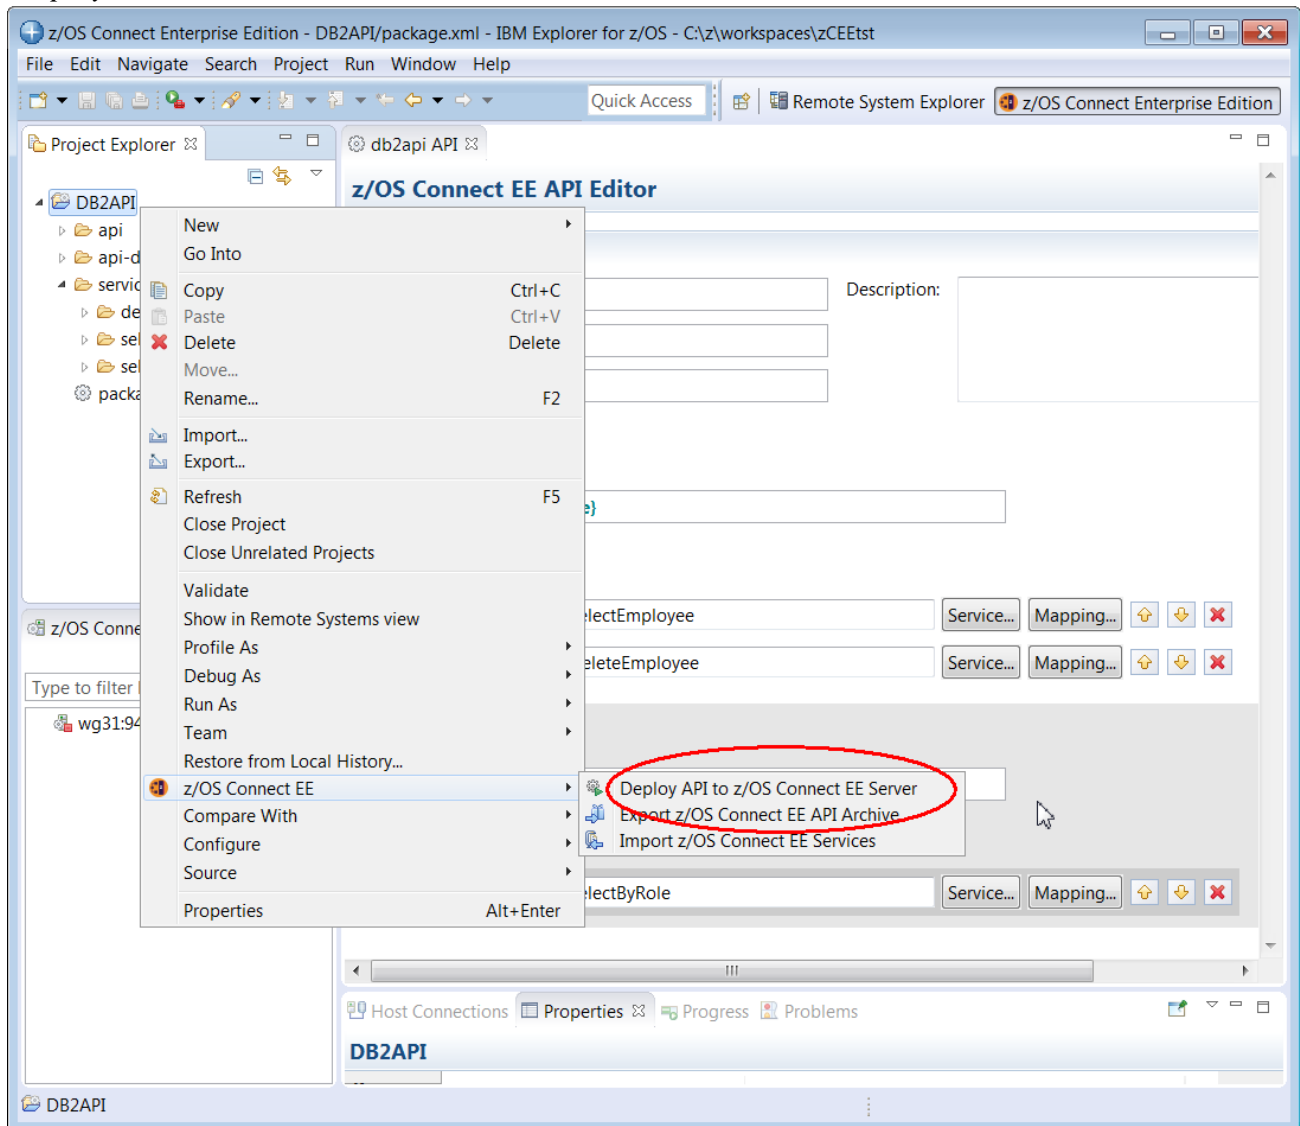 z/OS Connect Enterprise Edition - DB2API/package.xml - IBM Explorer for z/OS - C:\z\workspaces\zCEEtst
File Edit Navigate Search Project Run Window Help
Quick Access Remote System Explorer z/OS Connect Enterprise Edition
Project Explorer
db2api API
z/OS Connect EE API Editor
DB2API
api
api-d
servic
de
sel
sel
packa
New
Go Into
Copy Ctrl+C
Paste Ctrl+V
Delete Delete
Move...
Rename... F2
Import...
Export...
Refresh F5
Close Project
Close Unrelated Projects
Validate
Show in Remote Systems view
Profile As
Debug As
Run As
Team
Restore from Local History...
z/OS Connect EE
Compare With
Configure
Source
Properties Alt+Enter
Deploy API to z/OS Connect EE Server
Export z/OS Connect EE API Archive
Import z/OS Connect EE Services
Description:
e}
electEmployee Service... Mapping...
eleteEmployee Service... Mapping...
electByRole Service... Mapping...
z/OS Conne
Type to filter
wg31:94
Host Connections Properties Progress Problems
DB2API
DB2API